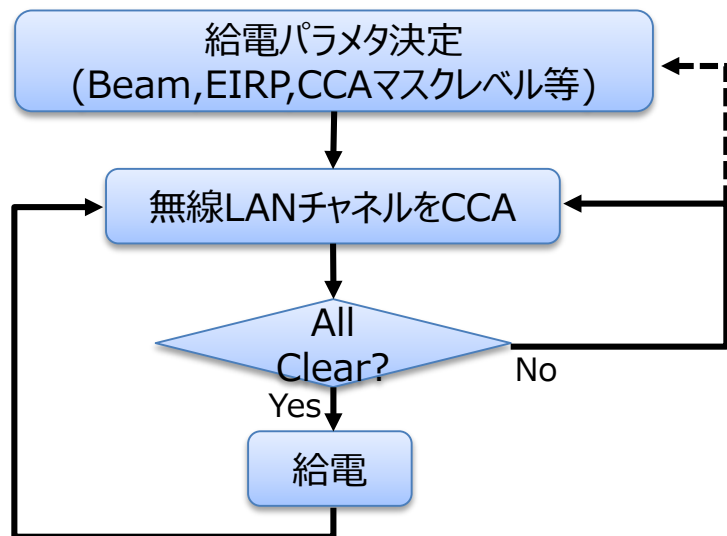 給電パラメタ決定
(Beam,EIRP,CCAマスクレベル等)
無線LANチャネルをCCA
All
Clear?
No
Yes
給電